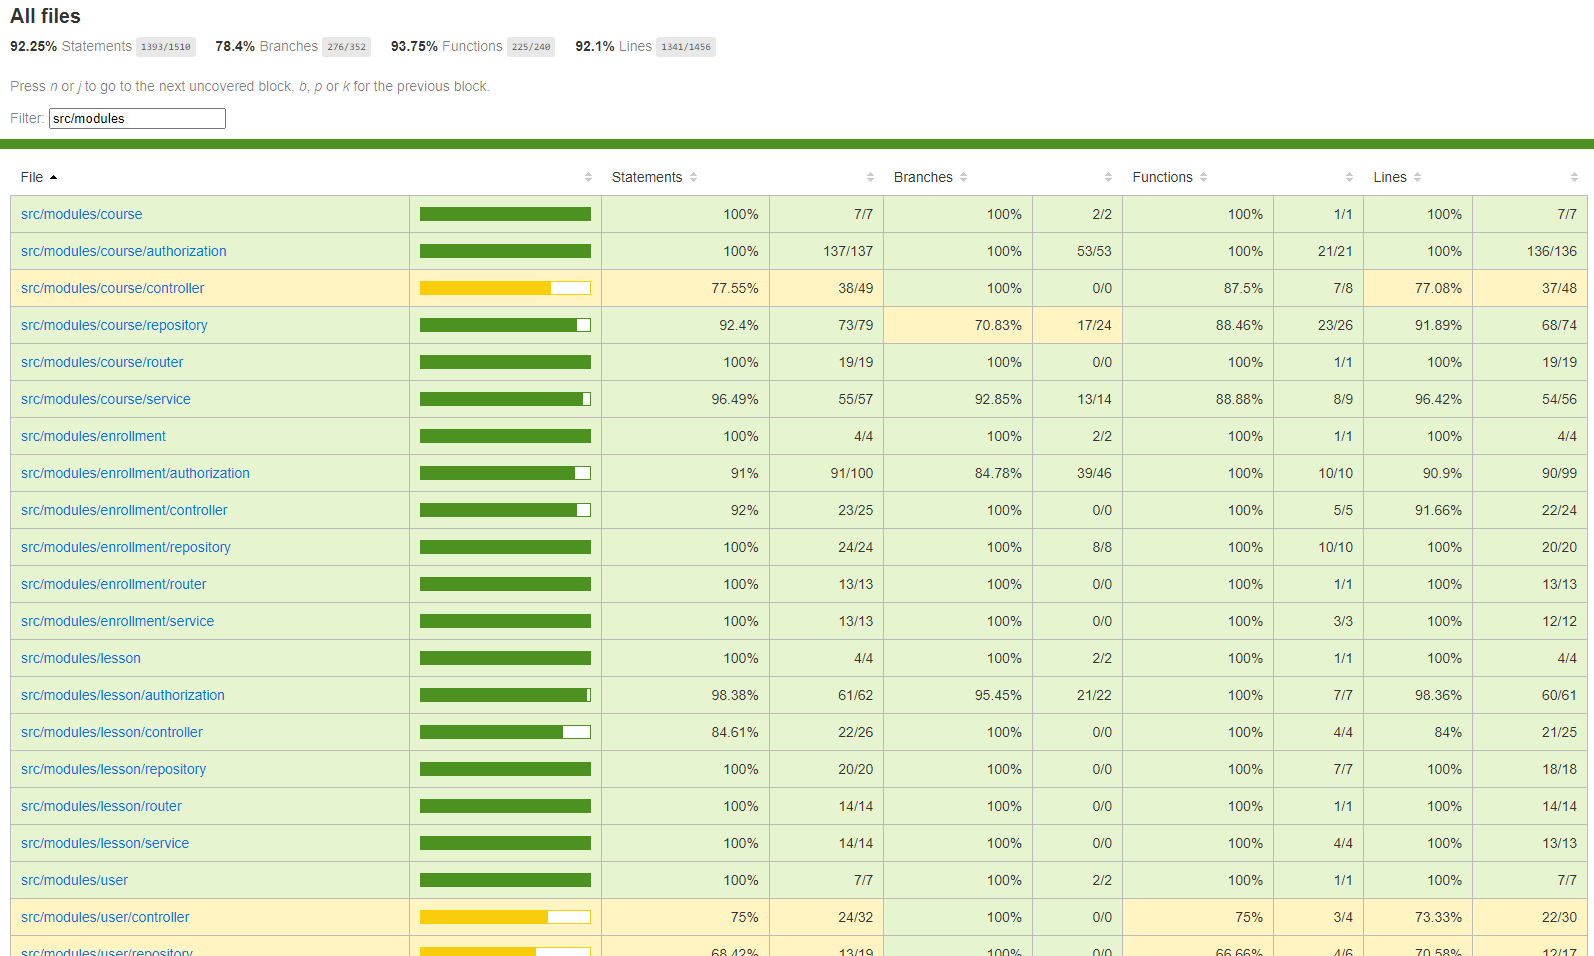 All files
92.25% Statements 1393/1510 78.4% Branches 276/352 93.75% Functions 225/240 92.1% Lines 1341/1456
Press n or j to go to the next uncovered block, b, p or k for the previous block.
Filter: src/modules
File Statements Branches Functions Lines
src/modules/course 100% 7/7 100% 2/2 100% 1/1 100% 7/7
src/modules/course/authorization 100% 137/137 100% 53/53 100% 21/21 100% 136/136
src/modules/course/controller 77.55% 38/49 100% 0/0 87.5% 7/8 77.08% 37/48
src/modules/course/repository 92.4% 73/79 70.83% 17/24 88.46% 23/26 91.89% 68/74
src/modules/course/router 100% 19/19 100% 0/0 100% 1/1 100% 19/19
src/modules/course/service 96.49% 55/57 92.85% 13/14 88.88% 8/9 96.42% 54/56
src/modules/enrollment 100% 4/4 100% 2/2 100% 1/1 100% 4/4
src/modules/enrollment/authorization 91% 91/100 84.78% 39/46 100% 10/10 90.9% 90/99
src/modules/enrollment/controller 92% 23/25 100% 0/0 100% 5/5 91.66% 22/24
src/modules/enrollment/repository 100% 24/24 100% 8/8 100% 10/10 100% 20/20
src/modules/enrollment/router 100% 13/13 100% 0/0 100% 1/1 100% 13/13
src/modules/enrollment/service 100% 13/13 100% 0/0 100% 3/3 100% 12/12
src/modules/lesson 100% 4/4 100% 2/2 100% 1/1 100% 4/4
src/modules/lesson/authorization 98.38% 61/62 95.45% 21/22 100% 7/7 98.36% 60/61
src/modules/lesson/controller 84.61% 22/26 100% 0/0 100% 4/4 84% 21/25
src/modules/lesson/repository 100% 20/20 100% 0/0 100% 7/7 100% 18/18
src/modules/lesson/router 100% 14/14 100% 0/0 100% 1/1 100% 14/14
src/modules/lesson/service 100% 14/14 100% 0/0 100% 4/4 100% 13/13
src/modules/user 100% 7/7 100% 2/2 100% 1/1 100% 7/7
src/modules/user/controller 75% 24/32 100% 0/0 75% 3/4 73.33% 22/30
src/modules/user/repository 68.42% 13/19 100% 0/0 66.66% 4/6 70.58% 12/17